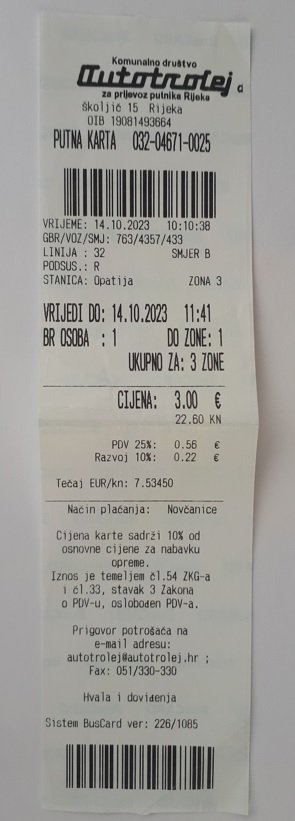 Komunalno društvo
Autotrolej d
za prijevoz putnika Rijeka
Školjić 15 Rijeka
OIB 19081493664
PUTNA KARTA 032-04671-0025
VRIJEME: 14.10.2023 10:10:38
GBR/VOZ/SMJ: 763/4357/433
LINIJA : 32 SMJER B
PODSUS.: R
STANICA: Opatija ZONA 3
VRIJEDI DO: 14.10.2023 11:41
BR OSOBA : 1 DO ZONE: 1
UKUPNO ZA: 3 ZONE
CIJENA: 3.00 €
22.60 KN
PDV 25%: 0.56 €
Razvoj 10%: 0.22 €
Tečaj EUR/kn: 7.53450
Način plaćanja: Novčanice
Cijena karte sadrži 10% od
osnovne cijene za nabavku
opreme.
Iznos je temeljem čl.54 ZKG-a
i čl.33, stavak 3 Zakona
o PDV-u, oslobođen PDV-a.
Prigovor potrošača na
e-mail adresu:
autotrolej@autotrolej.hr ;
Fax: 051/330-330
Hvala i doviđenja
Sistem BusCard ver: 226/1085